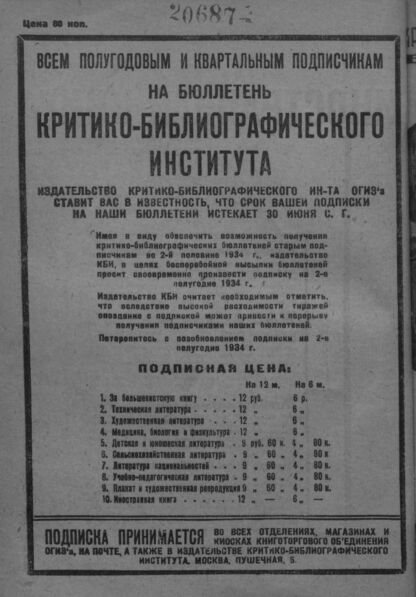 20687
Цена 60 коп.
ВСЕМ ПОЛУГОДОВЫМ И КВАРТАЛЬНЫМ ПОДПИСЧИКАМ
НА БЮЛЛЕТЕНЬ
КРИТИКО-БИБЛИОГРАФИЧЕСКОГО
ИНСТИТУТА
ИЗДАТЕЛЬСТВО КРИТИКО-БИБЛИОГРАФИЧЕСКОГО ИН-ТА ОГИЗ'а
СТАВИТ ВАС В ИЗВЕСТНОСТЬ, ЧТО СРОК ВАШЕЙ ПОДПИСКИ
НА НАШИ БЮЛЛЕТЕНИ ИСТЕКАЕТ 30 ИЮНЯ С. Г.
Имея в виду обеспечить возможность получения
критико-библиографических бюллетеней старым под-
писчикам во 2-й половине 1934 г., издательство
КБИ, в целях бесперебойной высылки бюллетеней
просит своевременно произвести подписку на 2-е
полугодие 1934 г.
Издательство КБИ считает необходимым отметить,
что вследствие высокой расходимости тиражей
опоздание с подпиской может привести к перерыву
получения подписчиками наших бюллетеней.
Поторопитесь с возобновлением подписки на 2-е
полугодие 1934 г.
ПОДПИСНАЯ ЦЕНА:
На 12 м. На 6 м.
1. За большевистскую книгу . . . . 12 руб. 6 р.
2. Техническая литература . . . . 12 „ 6 „
3. Художественная литература . . . 12 „ 6 „
4. Медицина, биология и физкультура . 12 „ 6 „
5. Детская и юношеская литература . 9 руб. 60 к. 4 „ 80 к.
6. Сельскохозяйственная литература . 9 „ 60 „ 4 „ 80 к.
7. Литература национальностей . . . 9 „ 60 „ 4 „ 80 к.
8. Учебно-педагогическая литература . 9 „ 60 „ 4 „ 80 к.
9. Плакат и художественная репродукция 9 „ 60 „ 4 „ 80 к.
10. Иностранная книга . . . . . 12 „ — 6 „ —
ПОДПИСКА ПРИНИМАЕТСЯ ВО ВСЕХ ОТДЕЛЕНИЯХ, МАГАЗИНАХ И
КИОСКАХ КНИГОТОРГОВОГО ОБ'ЕДИНЕНИЯ
ОГИЗ'а, НА ПОЧТЕ, А ТАКЖЕ В ИЗДАТЕЛЬСТВЕ КРИТИКО-БИБЛИОГРАФИЧЕСКОГО
ИНСТИТУТА. МОСКВА, ПУШЕЧНАЯ, 5.